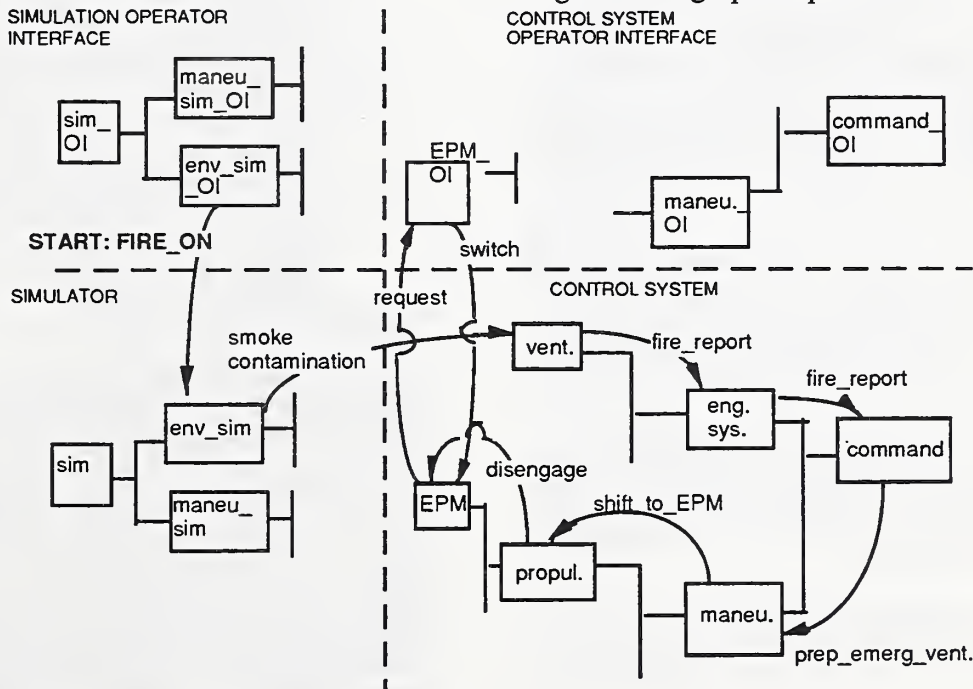 SIMULATION OPERATOR
INTERFACE
CONTROL SYSTEM
OPERATOR INTERFACE
maneu_
sim_OI
sim_
OI
env_sim
_OI
EPM_
OI
command_
OI
maneu._
OI
START: FIRE_ON
switch
SIMULATOR
request
CONTROL SYSTEM
smoke
contamination
vent.
fire_report
fire_report
env_sim
eng.
sys.
command
sim
disengage
EPM
shift_to_EPM
maneu_
sim
propul.
maneu.
prep_emerg_vent.